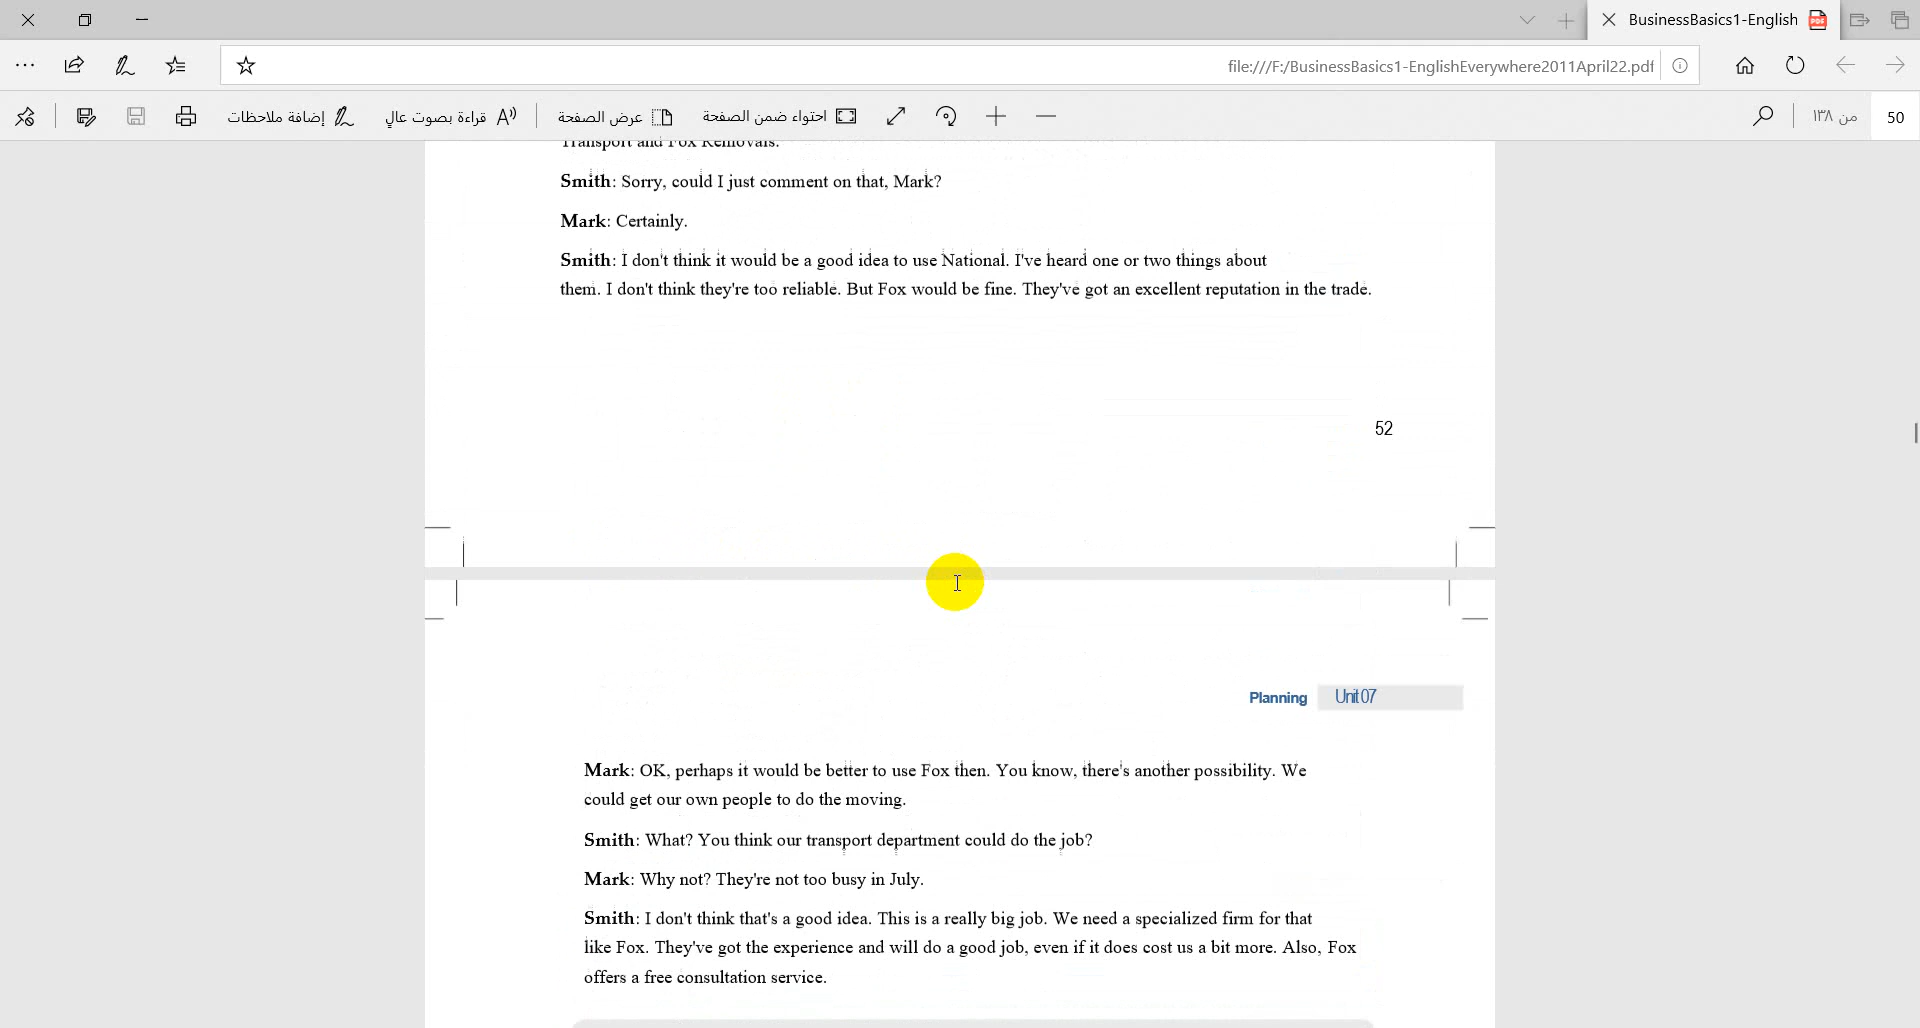 BusinessBasics1-English
file:///F:/BusinessBasics1-EnglishEverywhere2011April22.pdf
50 من ١٣٨
احتواء ضمن الصفحة
عرض الصفحة
قراءة بصوت عالٍ
إضافة ملاحظات
Transport and Fox Removals.
Smith: Sorry, could I just comment on that, Mark?
Mark: Certainly.
Smith: I don't think it would be a good idea to use National. I've heard one or two things about
them. I don't think they're too reliable. But Fox would be fine. They've got an excellent reputation in the trade.
52
Planning Unit 07
Mark: OK, perhaps it would be better to use Fox then. You know, there's another possibility. We
could get our own people to do the moving.
Smith: What? You think our transport department could do the job?
Mark: Why not? They're not too busy in July.
Smith: I don't think that's a good idea. This is a really big job. We need a specialized firm for that
like Fox. They've got the experience and will do a good job, even if it does cost us a bit more. Also, Fox
offers a free consultation service.